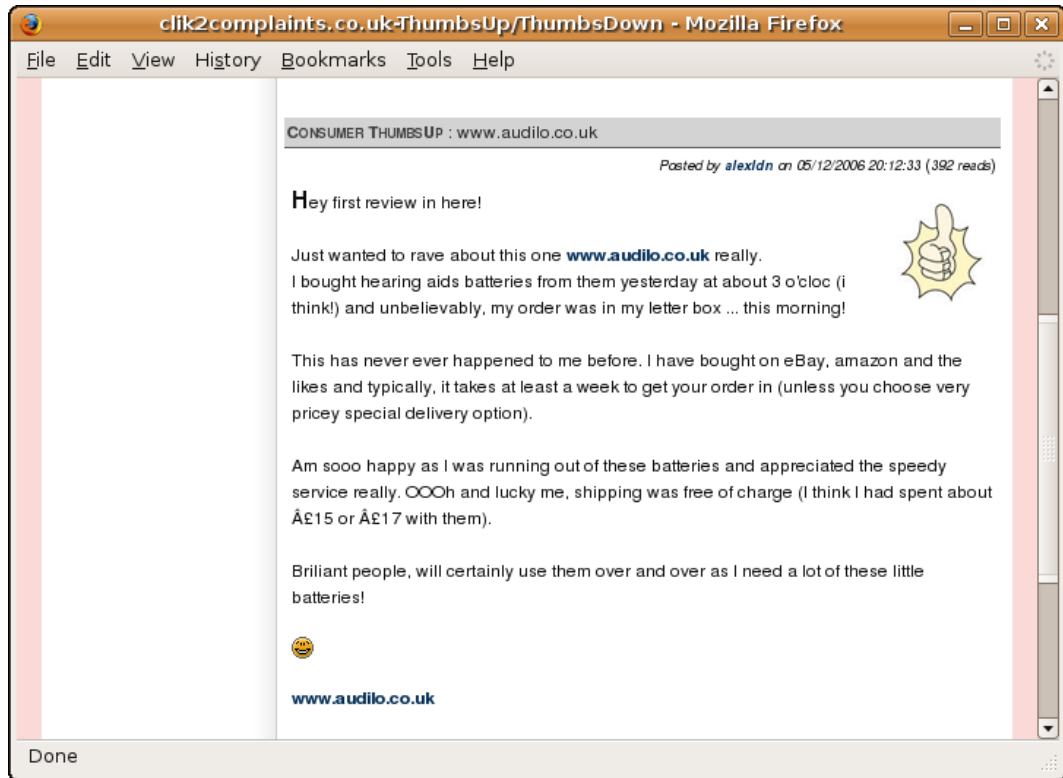 clik2complaints.co.uk-ThumbsUp/ThumbsDown - Mozilla Firefox
File Edit View History Bookmarks Tools Help
CONSUMER THUMBSUP : www.audilo.co.uk
Posted by alexldn on 05/12/2006 20:12:33 (392 reads)
Hey first review in here!
Just wanted to rave about this one www.audilo.co.uk really.
I bought hearing aids batteries from them yesterday at about 3 o'cloc (i
think!) and unbelievably, my order was in my letter box ... this morning!
This has never ever happened to me before. I have bought on eBay, amazon and the
likes and typically, it takes at least a week to get your order in (unless you choose very
pricey special delivery option).
Am sooo happy as I was running out of these batteries and appreciated the speedy
service really. OOOh and lucky me, shipping was free of charge (I think I had spent about
Â£15 or Â£17 with them).
Briliant people, will certainly use them over and over as I need a lot of these little
batteries!
www.audilo.co.uk
Done